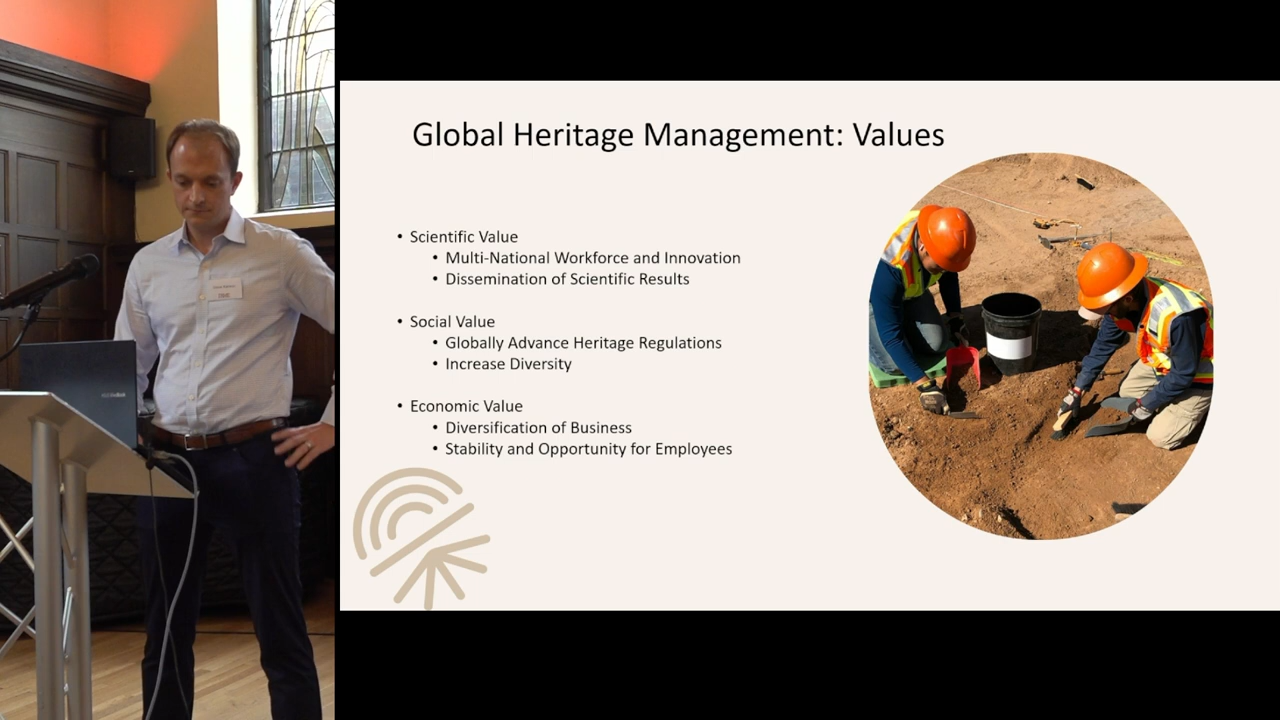 Global Heritage Management: Values
• Scientific Value
• Multi-National Workforce and Innovation
• Dissemination of Scientific Results
• Social Value
• Globally Advance Heritage Regulations
• Increase Diversity
• Economic Value
• Diversification of Business
• Stability and Opportunity for Employees